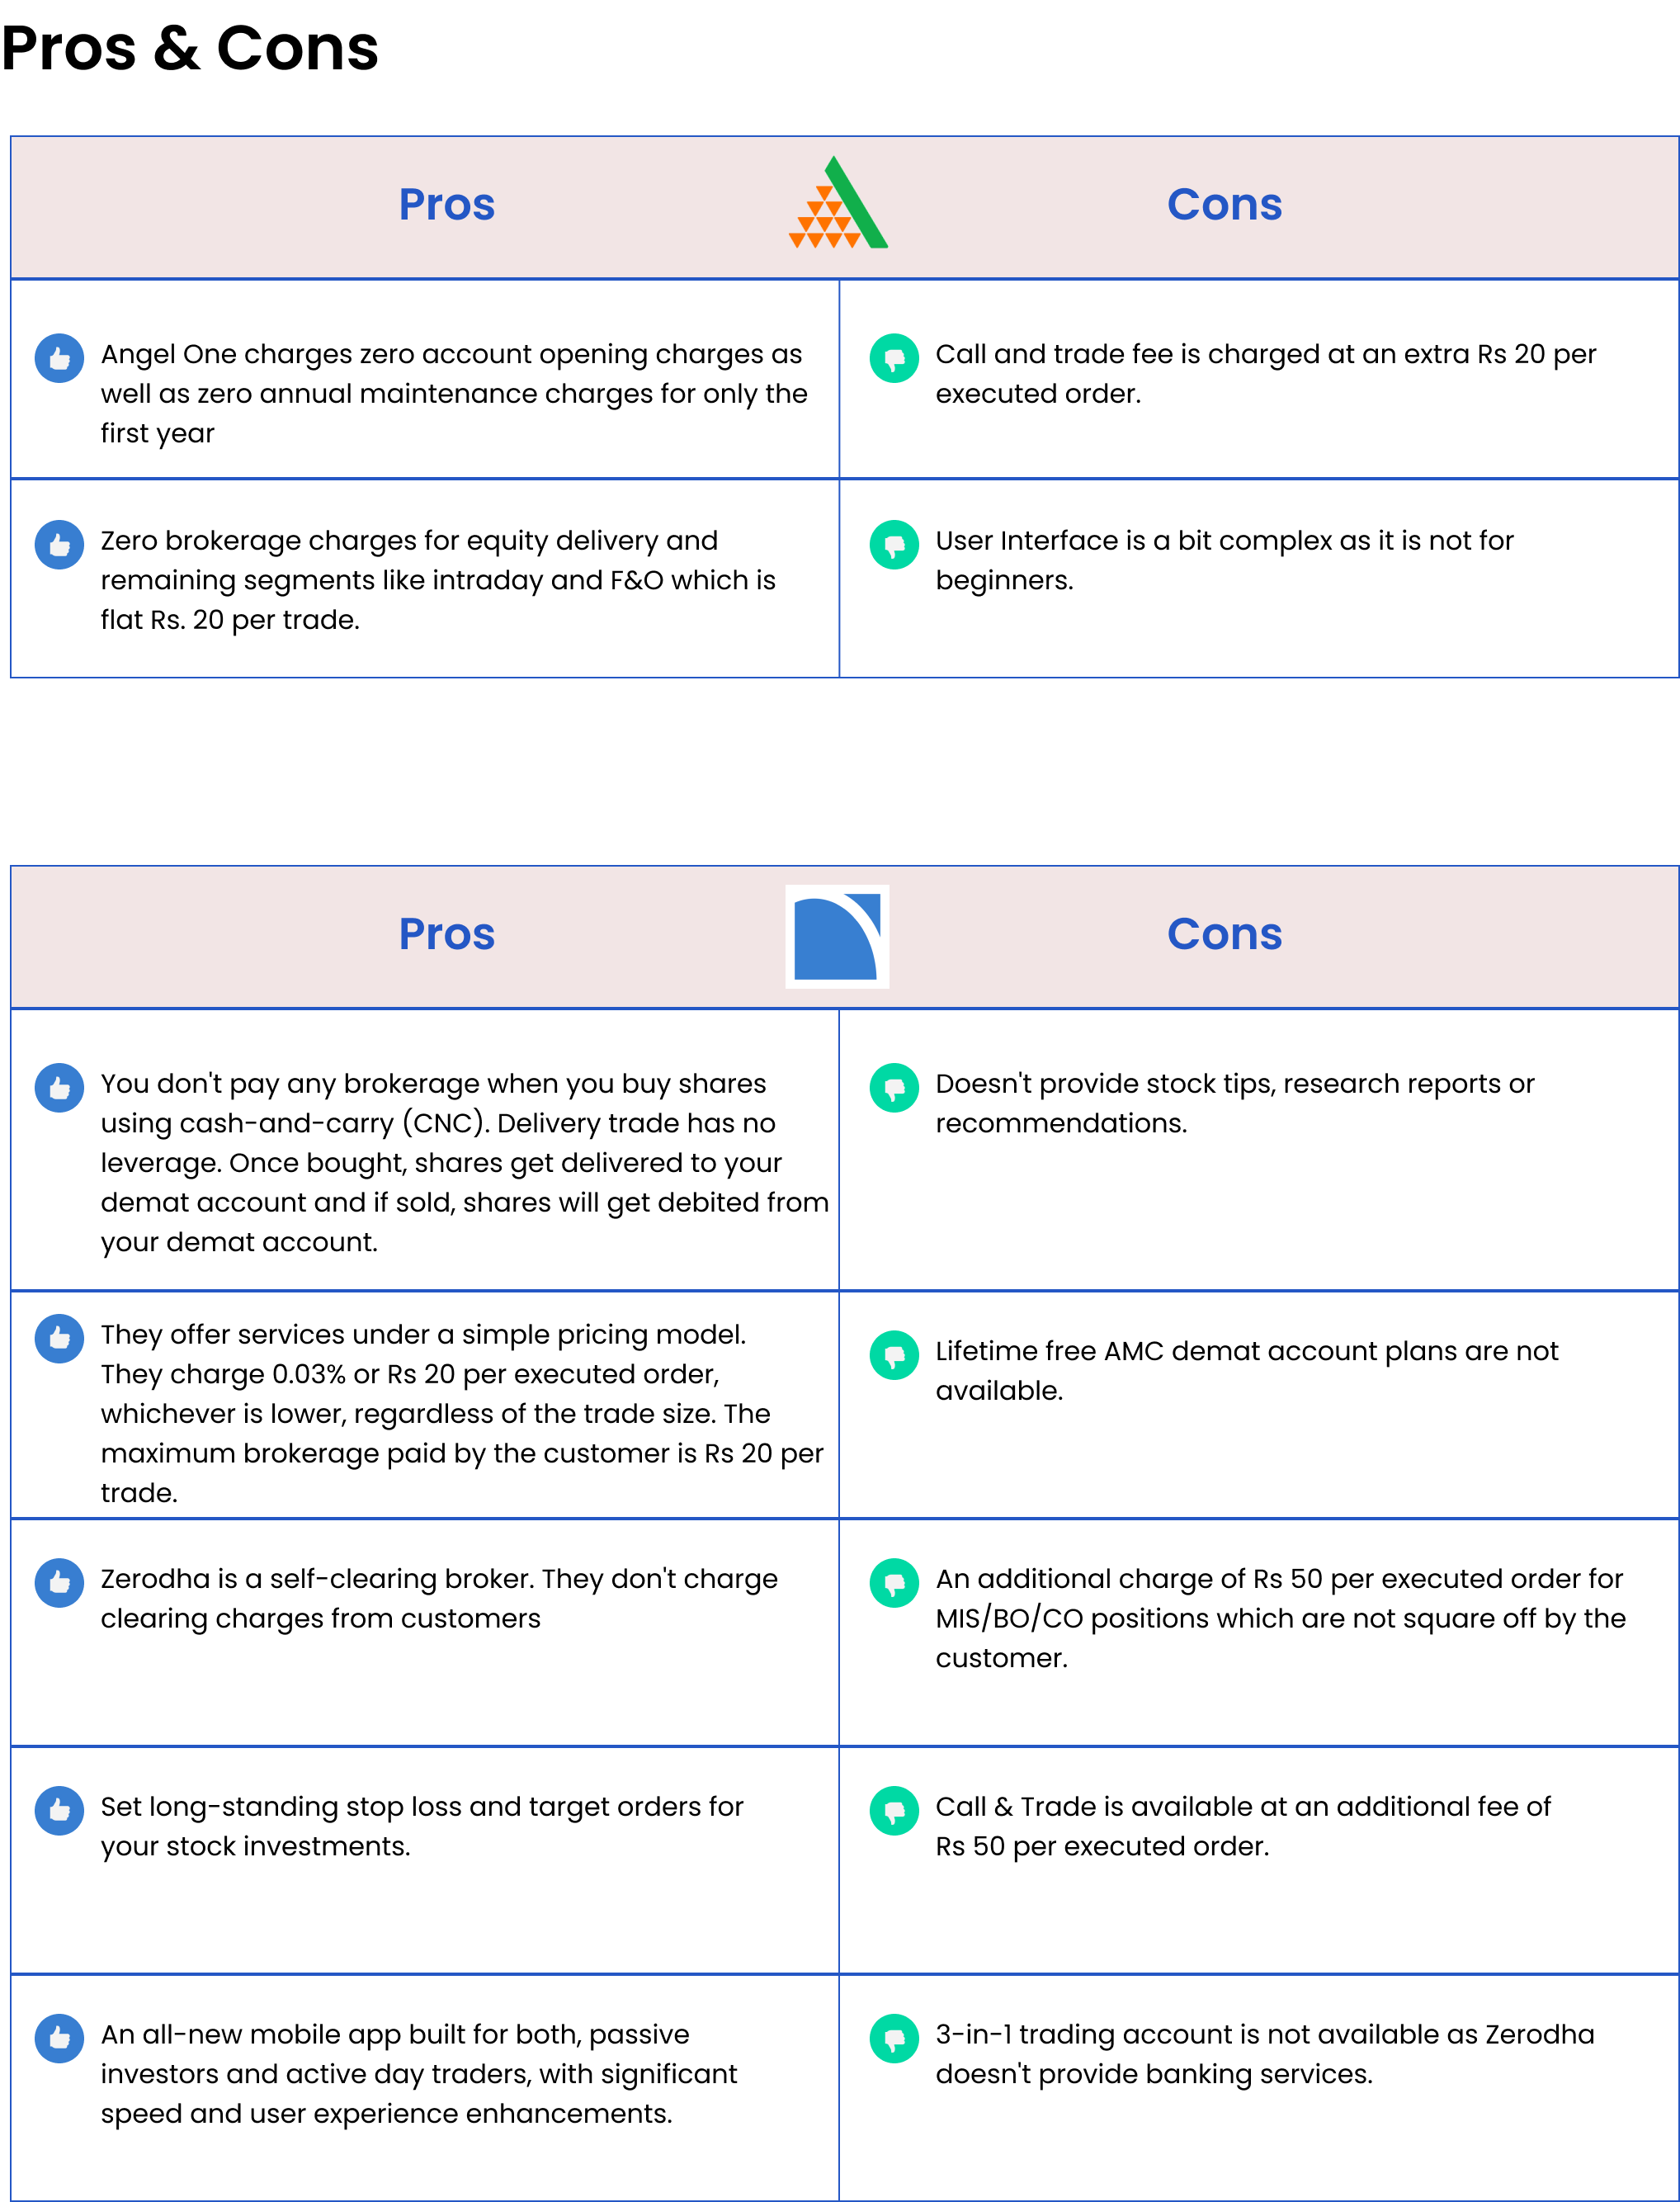 Pros & Cons
Pros
Cons
Angel One charges zero account opening charges as
well as zero annual maintenance charges for only the
first year
Call and trade fee is charged at an extra Rs 20 per
executed order.
Zero brokerage charges for equity delivery and
remaining segments like intraday and F&O which is
flat Rs. 20 per trade.
User Interface is a bit complex as it is not for
beginners.
Pros
Cons
You don't pay any brokerage when you buy shares
using cash-and-carry (CNC). Delivery trade has no
leverage. Once bought, shares get delivered to your
demat account and if sold, shares will get debited from
your demat account.
Doesn't provide stock tips, research reports or
recommendations.
They offer services under a simple pricing model.
They charge 0.03% or Rs 20 per executed order,
whichever is lower, regardless of the trade size. The
maximum brokerage paid by the customer is Rs 20 per
trade.
Lifetime free AMC demat account plans are not
available.
Zerodha is a self-clearing broker. They don't charge
clearing charges from customers
An additional charge of Rs 50 per executed order for
MIS/BO/CO positions which are not square off by the
customer.
Set long-standing stop loss and target orders for
your stock investments.
Call & Trade is available at an additional fee of
Rs 50 per executed order.
An all-new mobile app built for both, passive
investors and active day traders, with significant
speed and user experience enhancements.
3-in-1 trading account is not available as Zerodha
doesn't provide banking services.